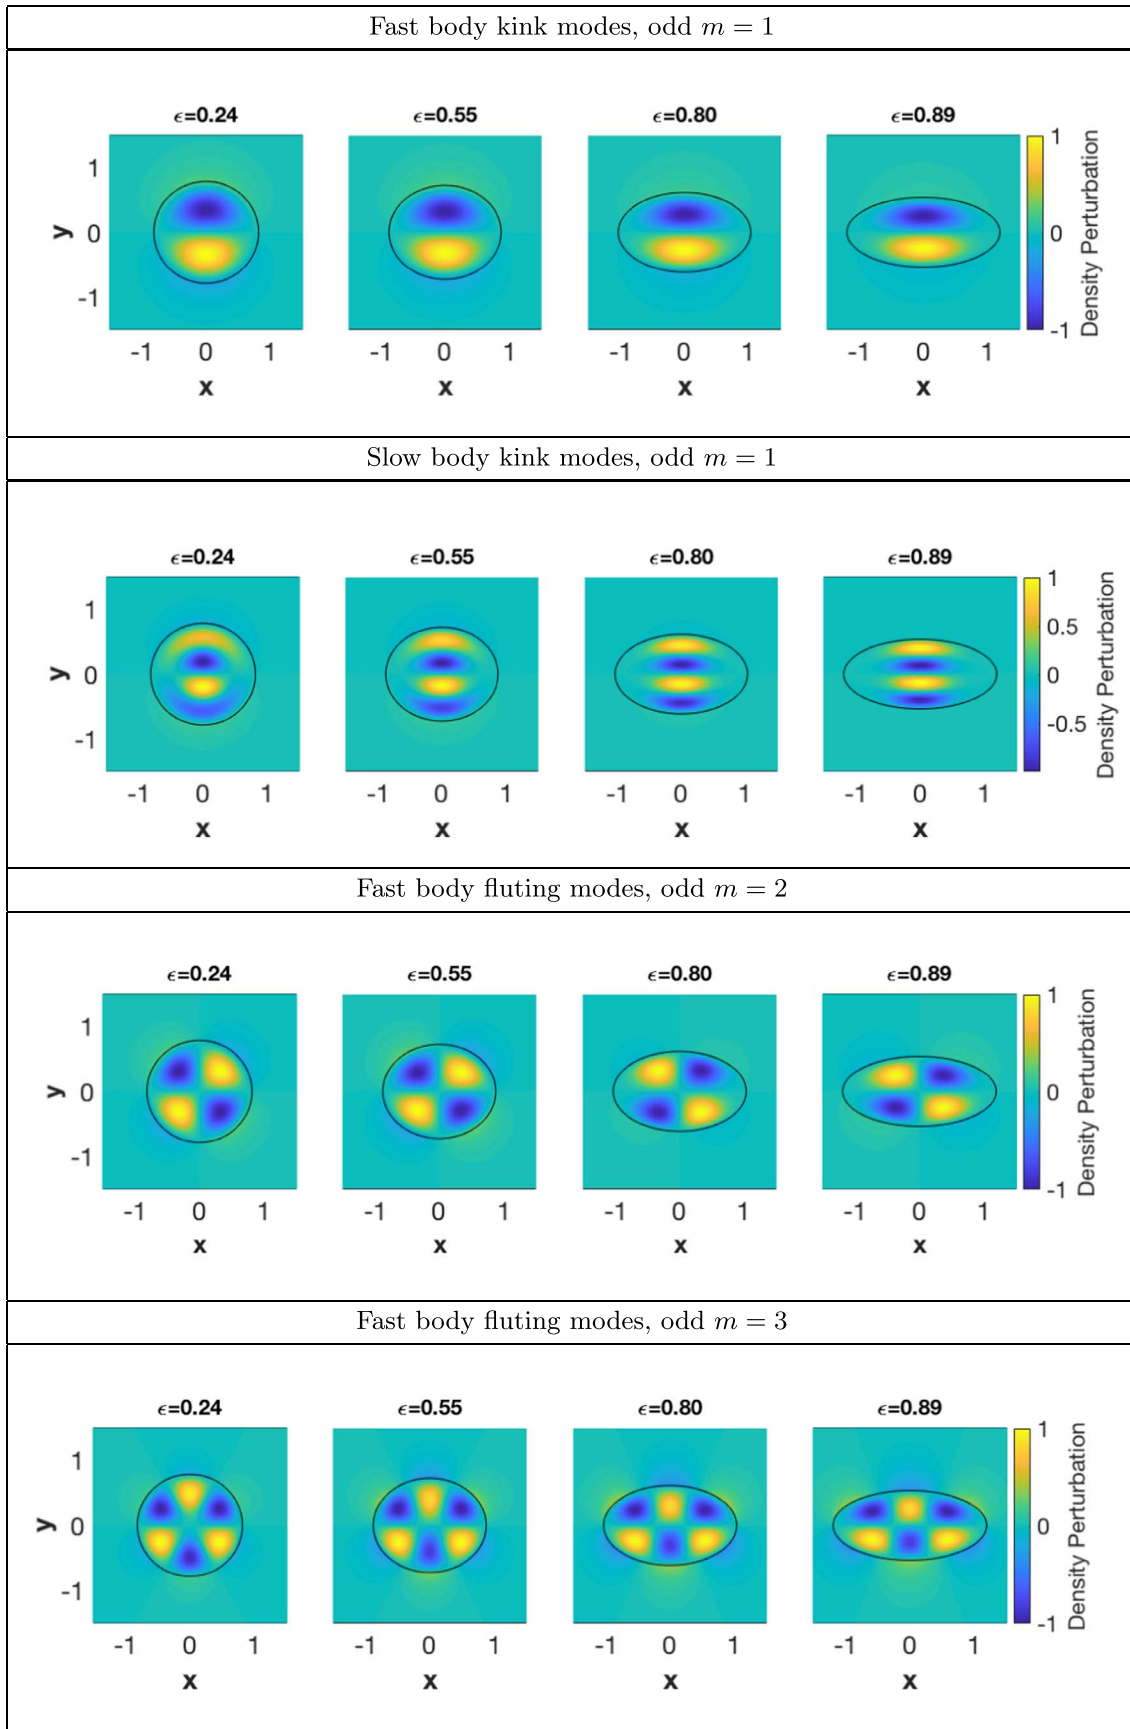 Fast body kink modes, odd m = 1
ϵ=0.24 ϵ=0.55 ϵ=0.80 ϵ=0.89
y
1
0
-1
-1 0 1 -1 0 1 -1 0 1 -1 0 1
x x x x
1
0
-1
Density Perturbation
Slow body kink modes, odd m = 1
ϵ=0.24 ϵ=0.55 ϵ=0.80 ϵ=0.89
y
1
0
-1
-1 0 1 -1 0 1 -1 0 1 -1 0 1
x x x x
1
0.5
0
-0.5
Density Perturbation
Fast body fluting modes, odd m = 2
ϵ=0.24 ϵ=0.55 ϵ=0.80 ϵ=0.89
y
1
0
-1
-1 0 1 -1 0 1 -1 0 1 -1 0 1
x x x x
1
0
-1
Density Perturbation
Fast body fluting modes, odd m = 3
ϵ=0.24 ϵ=0.55 ϵ=0.80 ϵ=0.89
y
1
0
-1
-1 0 1 -1 0 1 -1 0 1 -1 0 1
x x x x
1
0
-1
Density Perturbation